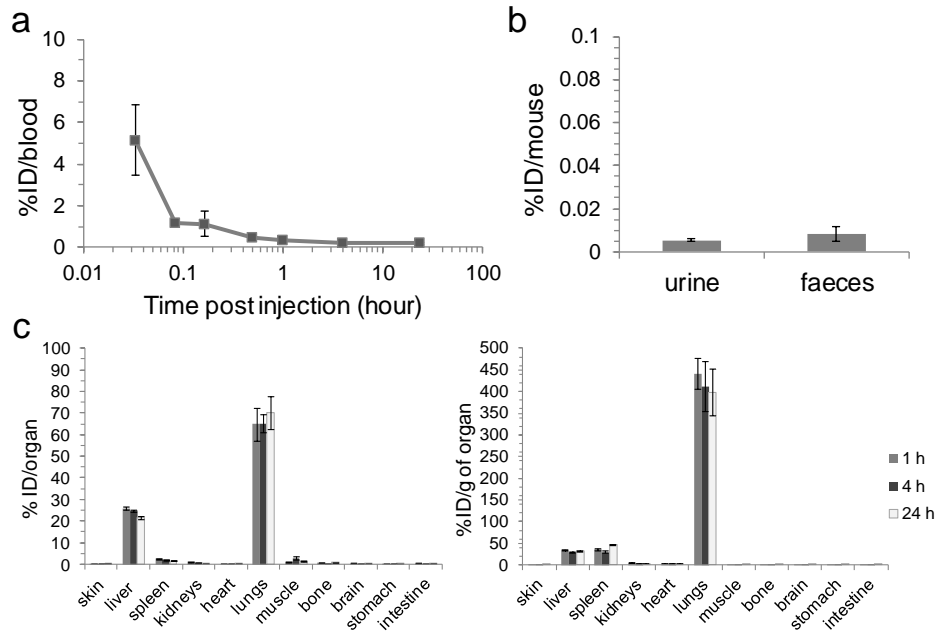 a
10
8
6
4
2
0
%ID/blood
0.01 0.1 1 10 100
Time post injection (hour)
b
0.1
0.08
0.06
0.04
0.02
0
%ID/mouse
urine faeces
c
100
90
80
70
60
50
40
30
20
10
0
% ID/organ
skin
liver
spleen
kidneys
heart
lungs
muscle
bone
brain
stomach
intestine
500
450
400
350
300
250
200
150
100
50
0
%ID/g of organ
skin
liver
spleen
kidneys
heart
lungs
muscle
bone
brain
stomach
intestine
1 h
4 h
24 h